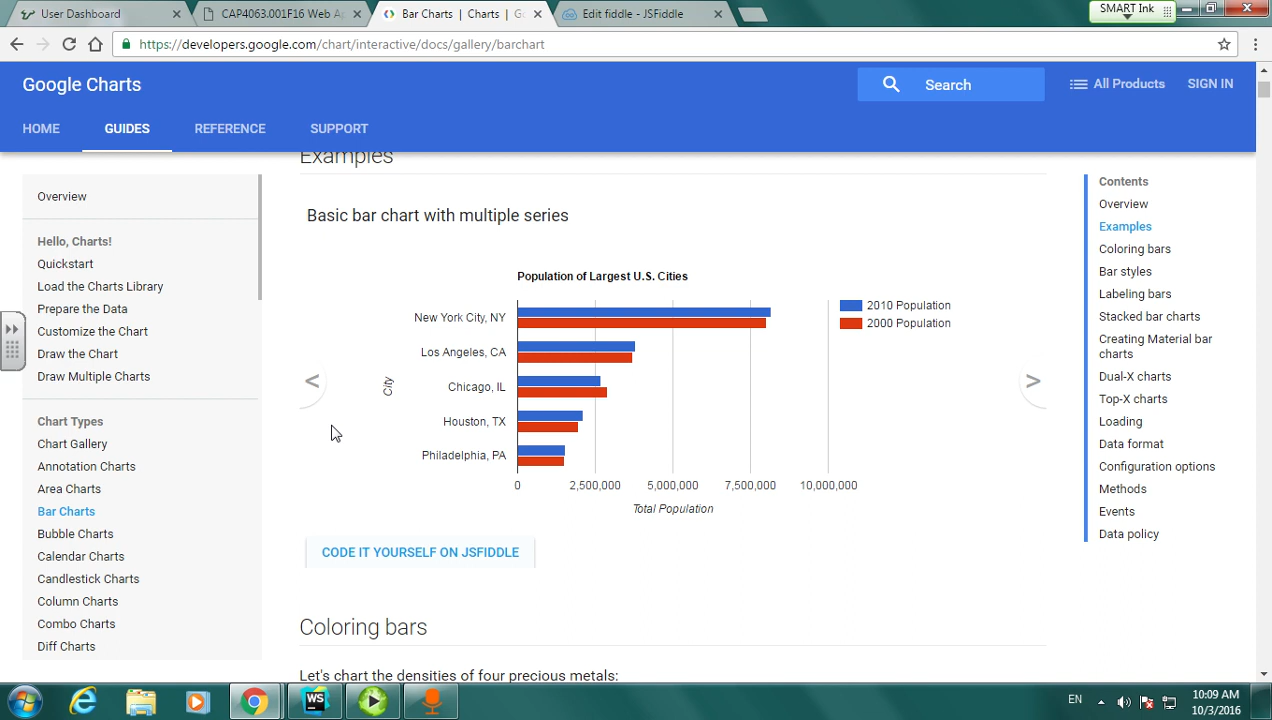 User Dashboard
CAP4063.001F16 Web Ap
Bar Charts | Charts | Go
Edit fiddle - JSFiddle
SMART Ink
https://developers.google.com/chart/interactive/docs/gallery/barchart
Google Charts
Search
All Products
SIGN IN
HOME
GUIDES
REFERENCE
SUPPORT
Overview
Hello, Charts!
Quickstart
Load the Charts Library
Prepare the Data
Customize the Chart
Draw the Chart
Draw Multiple Charts
Chart Types
Chart Gallery
Annotation Charts
Area Charts
Bar Charts
Bubble Charts
Calendar Charts
Candlestick Charts
Column Charts
Combo Charts
Diff Charts
Examples
Basic bar chart with multiple series
Population of Largest U.S. Cities
New York City, NY
Los Angeles, CA
Chicago, IL
Houston, TX
Philadelphia, PA
City
0 2,500,000 5,000,000 7,500,000 10,000,000
Total Population
2010 Population
2000 Population
<
>
CODE IT YOURSELF ON JSFIDDLE
Coloring bars
Let's chart the densities of four precious metals:
Contents
Overview
Examples
Coloring bars
Bar styles
Labeling bars
Stacked bar charts
Creating Material bar
charts
Dual-X charts
Top-X charts
Loading
Data format
Configuration options
Methods
Events
Data policy
WS
EN
10:09 AM
10/3/2016